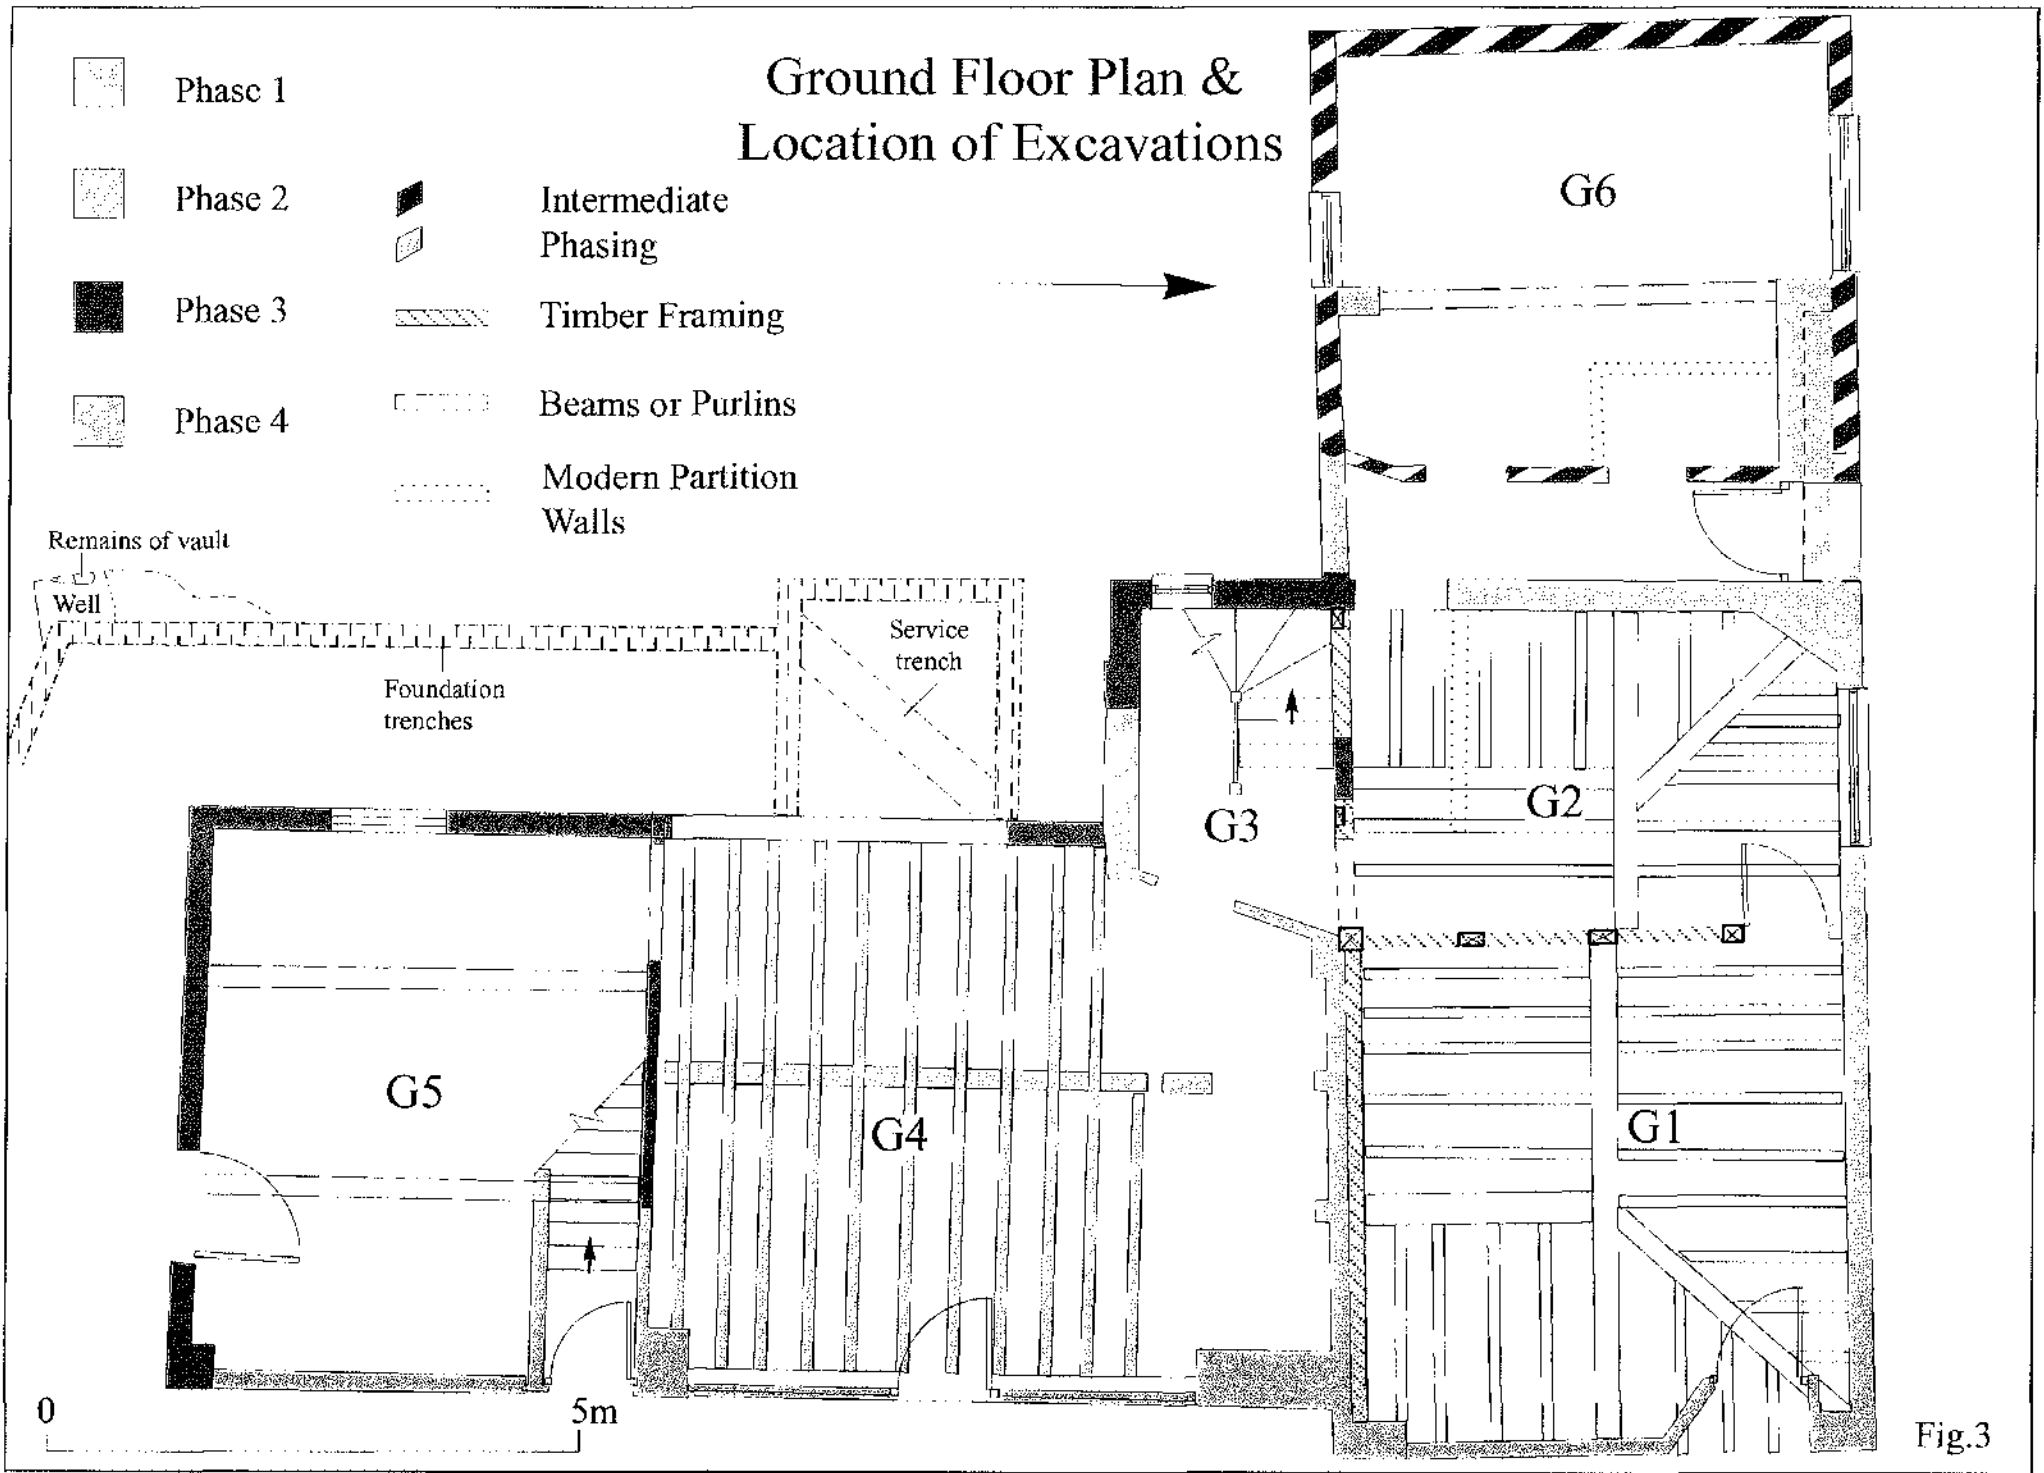 Ground Floor Plan &
Location of Excavations
Phase 1
Phase 2
Phase 3
Phase 4
Intermediate
Phasing
Timber Framing
Beams or Purlins
Modern Partition
Walls
Remains of vault
Well
Foundation
trenches
Service
trench
G6
G3
G2
G5
G4
G1
0
5m
Fig.3